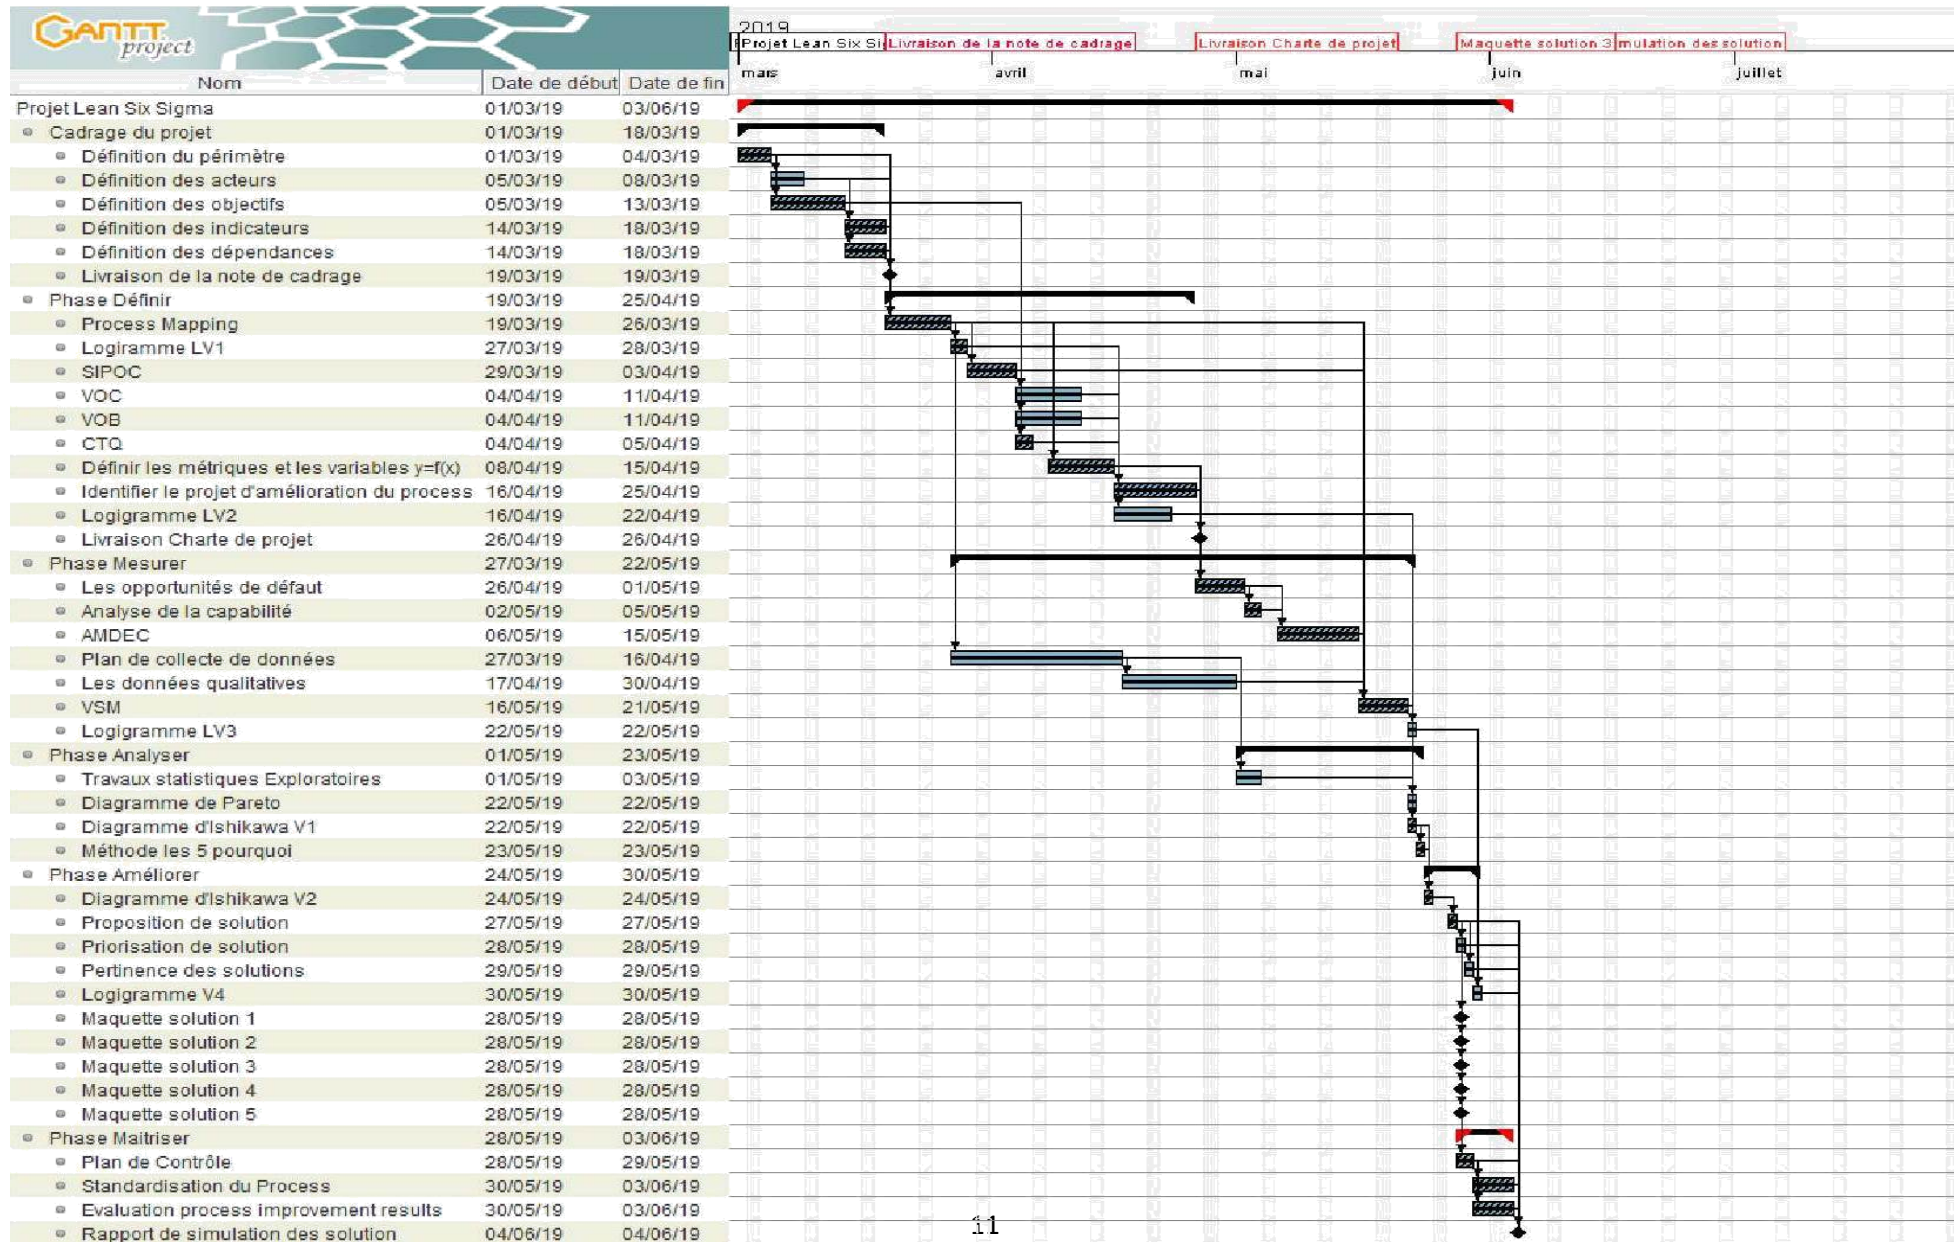 GANTT
project
2019
Projet Lean Six Si Livraison de la note de cadrage Livraison Charte de projet Maquette solution 3 mulation des solution
mars avril mai juin juillet
Nom Date de début Date de fin
Projet Lean Six Sigma 01/03/19 03/06/19
Cadrage du projet 01/03/19 18/03/19
Définition du périmètre 01/03/19 04/03/19
Définition des acteurs 05/03/19 08/03/19
Définition des objectifs 05/03/19 13/03/19
Définition des indicateurs 14/03/19 18/03/19
Définition des dépendances 14/03/19 18/03/19
Livraison de la note de cadrage 19/03/19 19/03/19
Phase Définir 19/03/19 25/04/19
Process Mapping 19/03/19 26/03/19
Logiramme LV1 27/03/19 28/03/19
SIPOC 29/03/19 03/04/19
VOC 04/04/19 11/04/19
VOB 04/04/19 11/04/19
CTQ 04/04/19 05/04/19
Définir les métriques et les variables y=f(x) 08/04/19 15/04/19
Identifier le projet d'amélioration du process 16/04/19 25/04/19
Logigramme LV2 16/04/19 22/04/19
Livraison Charte de projet 26/04/19 26/04/19
Phase Mesurer 27/03/19 22/05/19
Les opportunités de défaut 26/04/19 01/05/19
Analyse de la capabilité 02/05/19 05/05/19
AMDEC 06/05/19 15/05/19
Plan de collecte de données 27/03/19 16/04/19
Les données qualitatives 17/04/19 30/04/19
VSM 16/05/19 21/05/19
Logigramme LV3 22/05/19 22/05/19
Phase Analyser 01/05/19 23/05/19
Travaux statistiques Exploratoires 01/05/19 03/05/19
Diagramme de Pareto 22/05/19 22/05/19
Diagramme d'Ishikawa V1 22/05/19 22/05/19
Méthode les 5 pourquoi 23/05/19 23/05/19
Phase Améliorer 24/05/19 30/05/19
Diagramme d'Ishikawa V2 24/05/19 24/05/19
Proposition de solution 27/05/19 27/05/19
Priorisation de solution 28/05/19 28/05/19
Pertinence des solutions 29/05/19 29/05/19
Logigramme V4 30/05/19 30/05/19
Maquette solution 1 28/05/19 28/05/19
Maquette solution 2 28/05/19 28/05/19
Maquette solution 3 28/05/19 28/05/19
Maquette solution 4 28/05/19 28/05/19
Maquette solution 5 28/05/19 28/05/19
Phase Maitriser 28/05/19 03/06/19
Plan de Contrôle 28/05/19 29/05/19
Standardisation du Process 30/05/19 03/06/19
Evaluation process improvement results 30/05/19 03/06/19
Rapport de simulation des solution 04/06/19 04/06/19
11